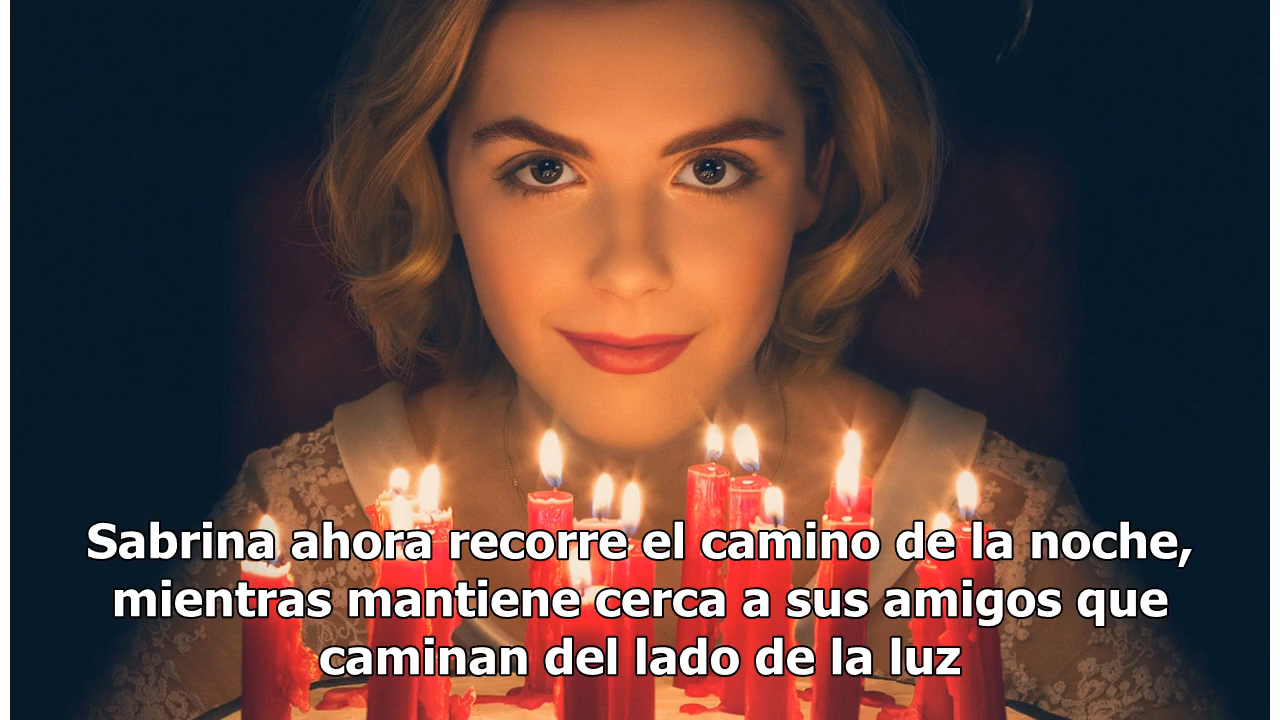 Sabrina ahora recorre el camino de la noche,
mientras mantiene cerca a sus amigos que
caminan del lado de la luz